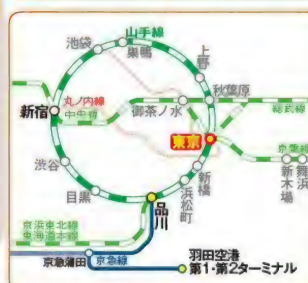 山手線
池袋
巣鴨
上野
丸ノ内線
秋葉原
新宿
中央線
御茶ノ水
総武線
東京
京葉線
渋谷
新橋
新木場
舞浜
目黒
浜松町
品川
京浜東北線
東海道本線
京急蒲田
京急線
羽田空港
第1・第2ターミナル